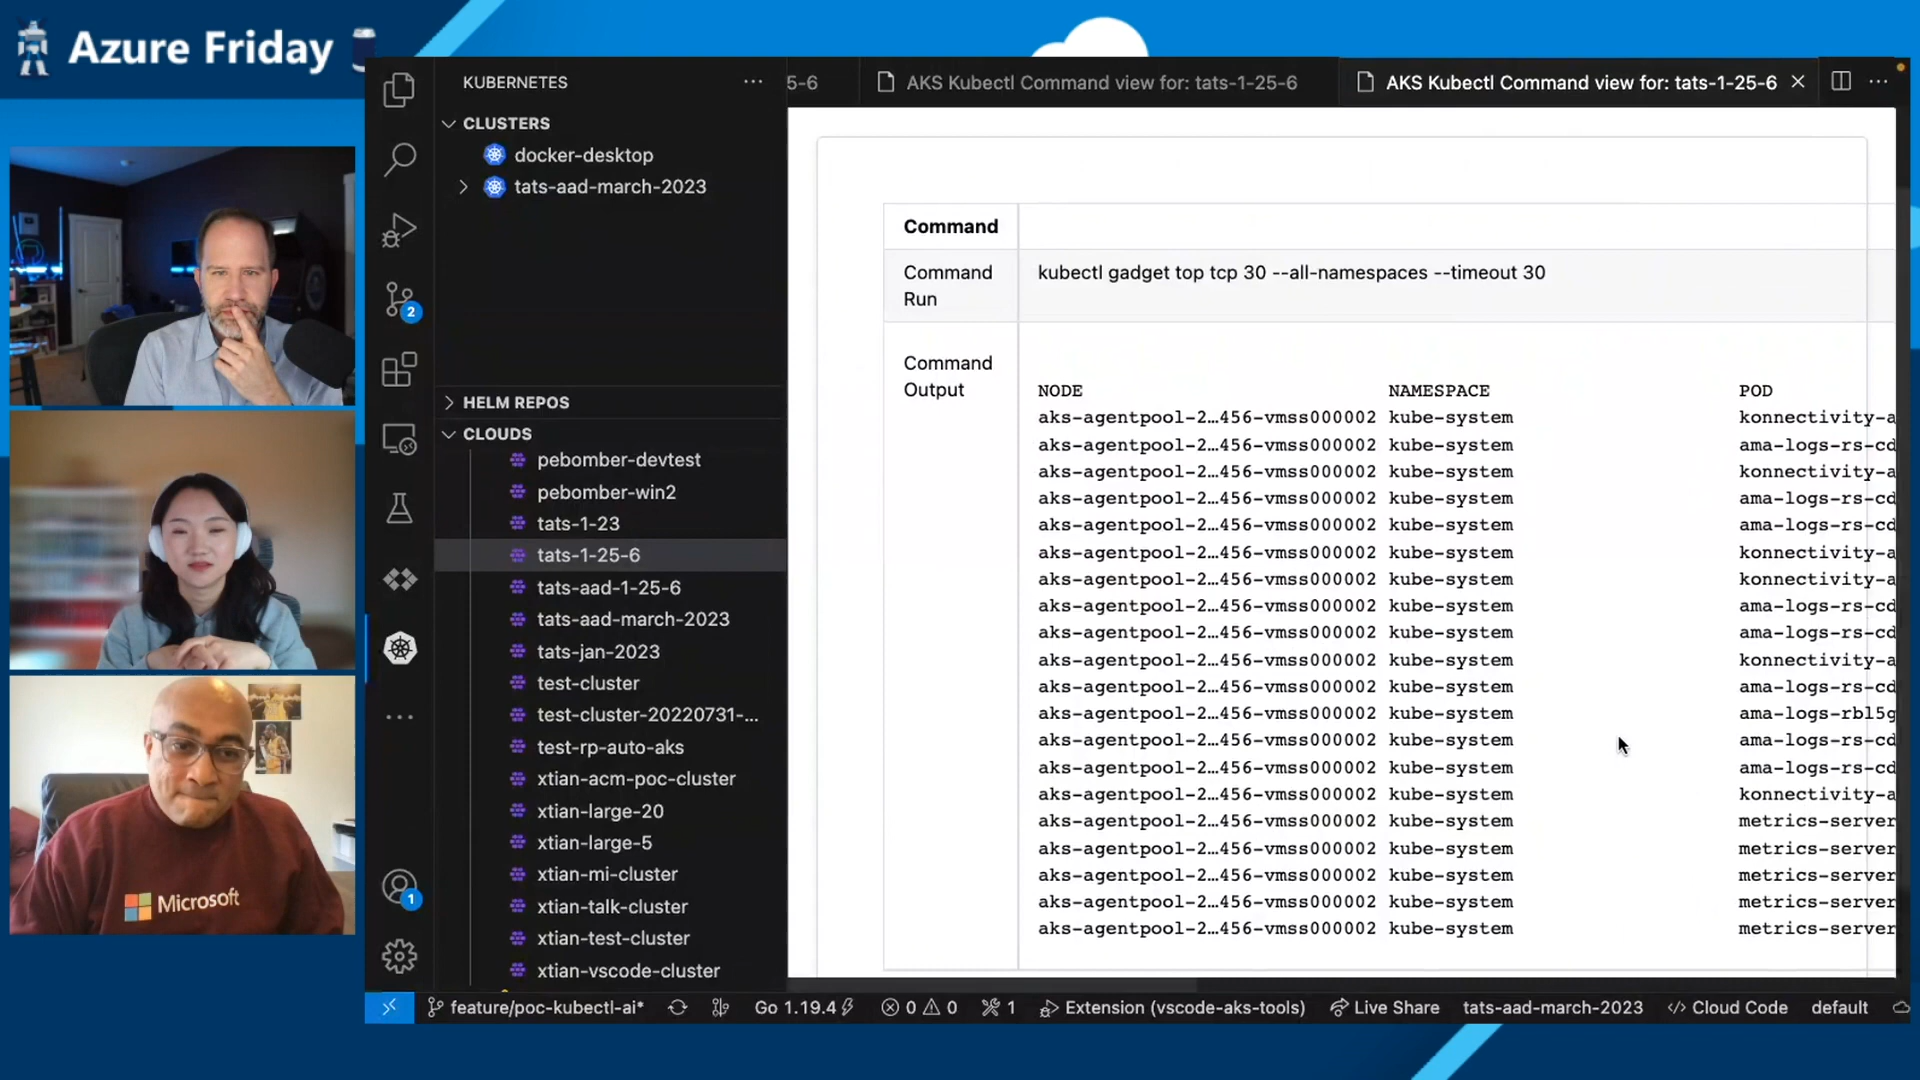 Azure Friday
KUBERNETES
CLUSTERS
docker-desktop
tats-aad-march-2023
HELM REPOS
CLOUDS
pebomber-devtest
pebomber-win2
tats-1-23
tats-1-25-6
tats-aad-1-25-6
tats-aad-march-2023
tats-jan-2023
test-cluster
test-cluster-20220731-...
test-rp-auto-aks
xtian-acm-poc-cluster
xtian-large-20
xtian-large-5
xtian-mi-cluster
xtian-talk-cluster
xtian-test-cluster
xtian-vscode-cluster
2
1
5-6
AKS Kubectl Command view for: tats-1-25-6
AKS Kubectl Command view for: tats-1-25-6
Command
Command Run
kubectl gadget top tcp 30 --all-namespaces --timeout 30
Command Output
NODE NAMESPACE POD
aks-agentpool-2…456-vmss000002 kube-system konnectivity-a
aks-agentpool-2…456-vmss000002 kube-system ama-logs-rs-cd
aks-agentpool-2…456-vmss000002 kube-system konnectivity-a
aks-agentpool-2…456-vmss000002 kube-system ama-logs-rs-cd
aks-agentpool-2…456-vmss000002 kube-system ama-logs-rs-cd
aks-agentpool-2…456-vmss000002 kube-system konnectivity-a
aks-agentpool-2…456-vmss000002 kube-system konnectivity-a
aks-agentpool-2…456-vmss000002 kube-system ama-logs-rs-cd
aks-agentpool-2…456-vmss000002 kube-system ama-logs-rs-cd
aks-agentpool-2…456-vmss000002 kube-system konnectivity-a
aks-agentpool-2…456-vmss000002 kube-system ama-logs-rs-cd
aks-agentpool-2…456-vmss000002 kube-system ama-logs-rbl5g
aks-agentpool-2…456-vmss000002 kube-system ama-logs-rs-cd
aks-agentpool-2…456-vmss000002 kube-system ama-logs-rs-cd
aks-agentpool-2…456-vmss000002 kube-system konnectivity-a
aks-agentpool-2…456-vmss000002 kube-system metrics-server
aks-agentpool-2…456-vmss000002 kube-system metrics-server
aks-agentpool-2…456-vmss000002 kube-system metrics-server
aks-agentpool-2…456-vmss000002 kube-system metrics-server
aks-agentpool-2…456-vmss000002 kube-system metrics-server
Microsoft
feature/poc-kubectl-ai* Go 1.19.4 0 0 1 Extension (vscode-aks-tools) Live Share tats-aad-march-2023 Cloud Code default